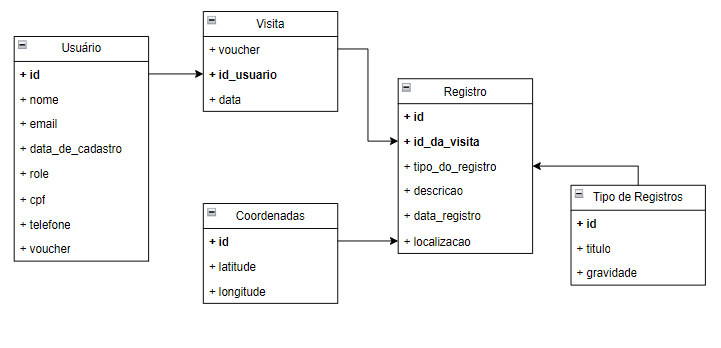 Usuário
+ id
+ nome
+ email
+ data_de_cadastro
+ role
+ cpf
+ telefone
+ voucher
Visita
+ voucher
+ id_usuario
+ data
Coordenadas
+ id
+ latitude
+ longitude
Registro
+ id
+ id_da_visita
+ tipo_do_registro
+ descricao
+ data_registro
+ localizacao
Tipo de Registros
+ id
+ titulo
+ gravidade